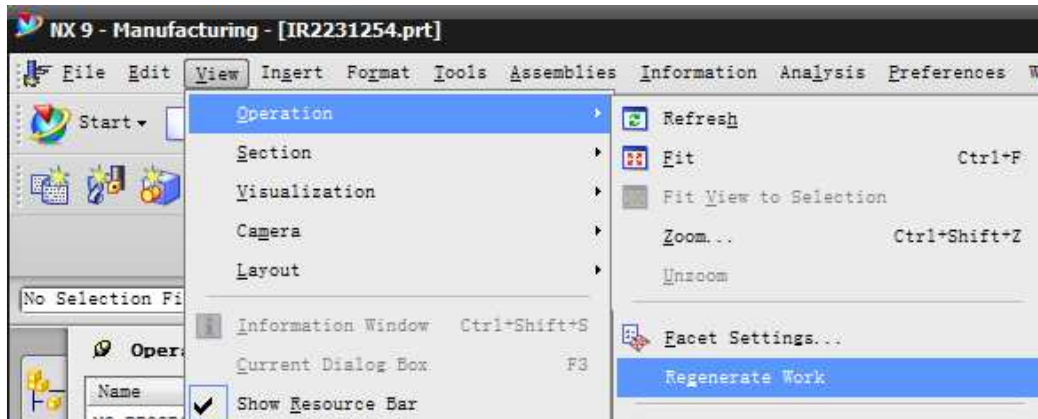 NX 9 - Manufacturing - [IR2231254.prt]
File Edit View Insert Format Tools Assemblies Information Analysis Preferences W
Start
Operation
Section
Visualization
Camera
Layout
Information Window Ctrl+Shift+S
Current Dialog Box F3
Show Resource Bar
Refresh
Fit Ctrl+F
Fit View to Selection
Zoom... Ctrl+Shift+Z
Unzoom
Facet Settings...
Regenerate Work
No Selection Fi
Opera
Name